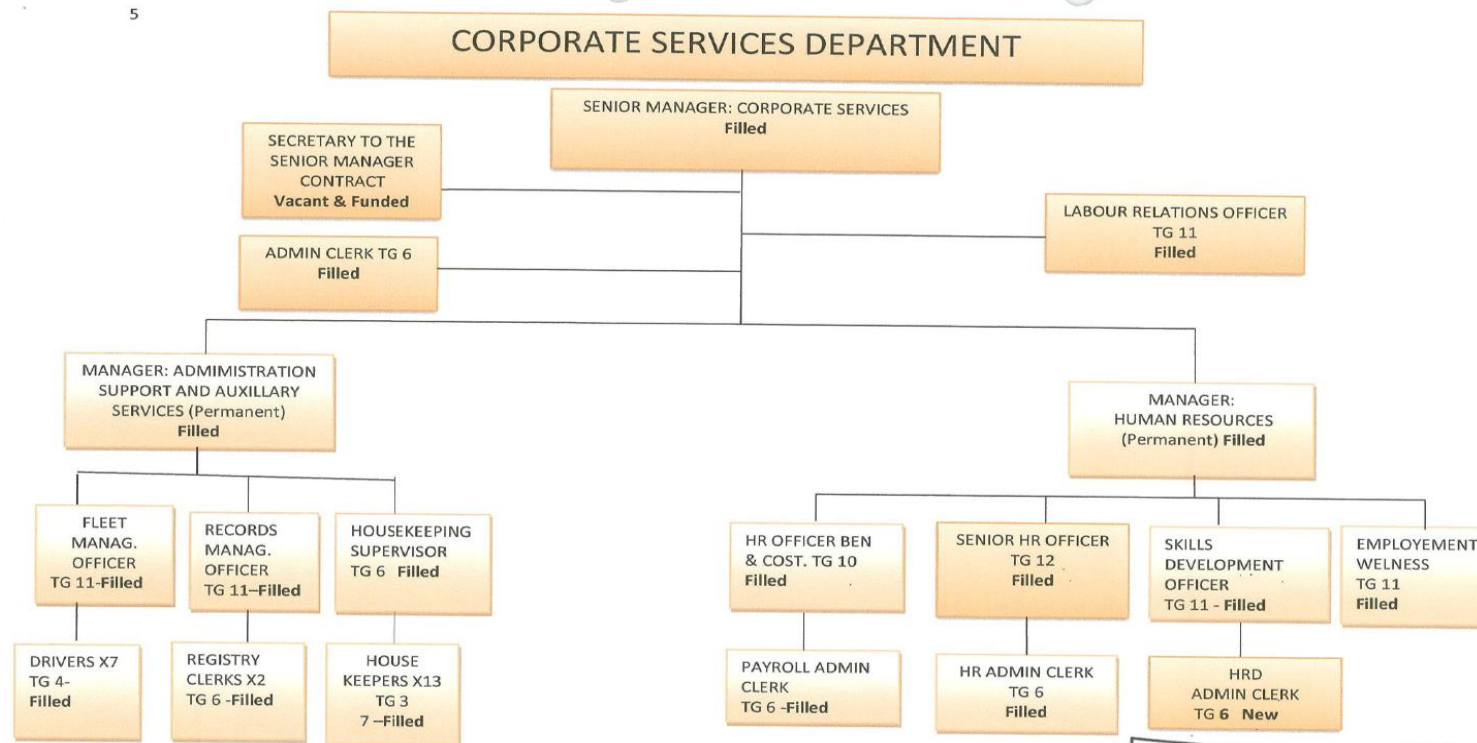 5
CORPORATE SERVICES DEPARTMENT
SENIOR MANAGER: CORPORATE SERVICES
Filled
SECRETARY TO THE
SENIOR MANAGER
CONTRACT
Vacant & Funded
LABOUR RELATIONS OFFICER
TG 11
Filled
ADMIN CLERK TG 6
Filled
MANAGER: ADMIMISTRATION
SUPPORT AND AUXILLARY
SERVICES (Permanent)
Filled
MANAGER:
HUMAN RESOURCES
(Permanent) Filled
FLEET
MANAG.
OFFICER
TG 11-Filled
RECORDS
MANAG.
OFFICER
TG 11–Filled
HOUSEKEEPING
SUPERVISOR
TG 6 Filled
HR OFFICER BEN
& COST. TG 10
Filled
SENIOR HR OFFICER
TG 12
Filled
SKILLS
DEVELOPMENT
OFFICER
TG 11 - Filled
EMPLOYEMENT
WELNESS
TG 11
Filled
DRIVERS X7
TG 4-
Filled
REGISTRY
CLERKS X2
TG 6 -Filled
HOUSE
KEEPERS X13
TG 3
7 –Filled
PAYROLL ADMIN
CLERK
TG 6 -Filled
HR ADMIN CLERK
TG 6
Filled
HRD
ADMIN CLERK
TG 6 New